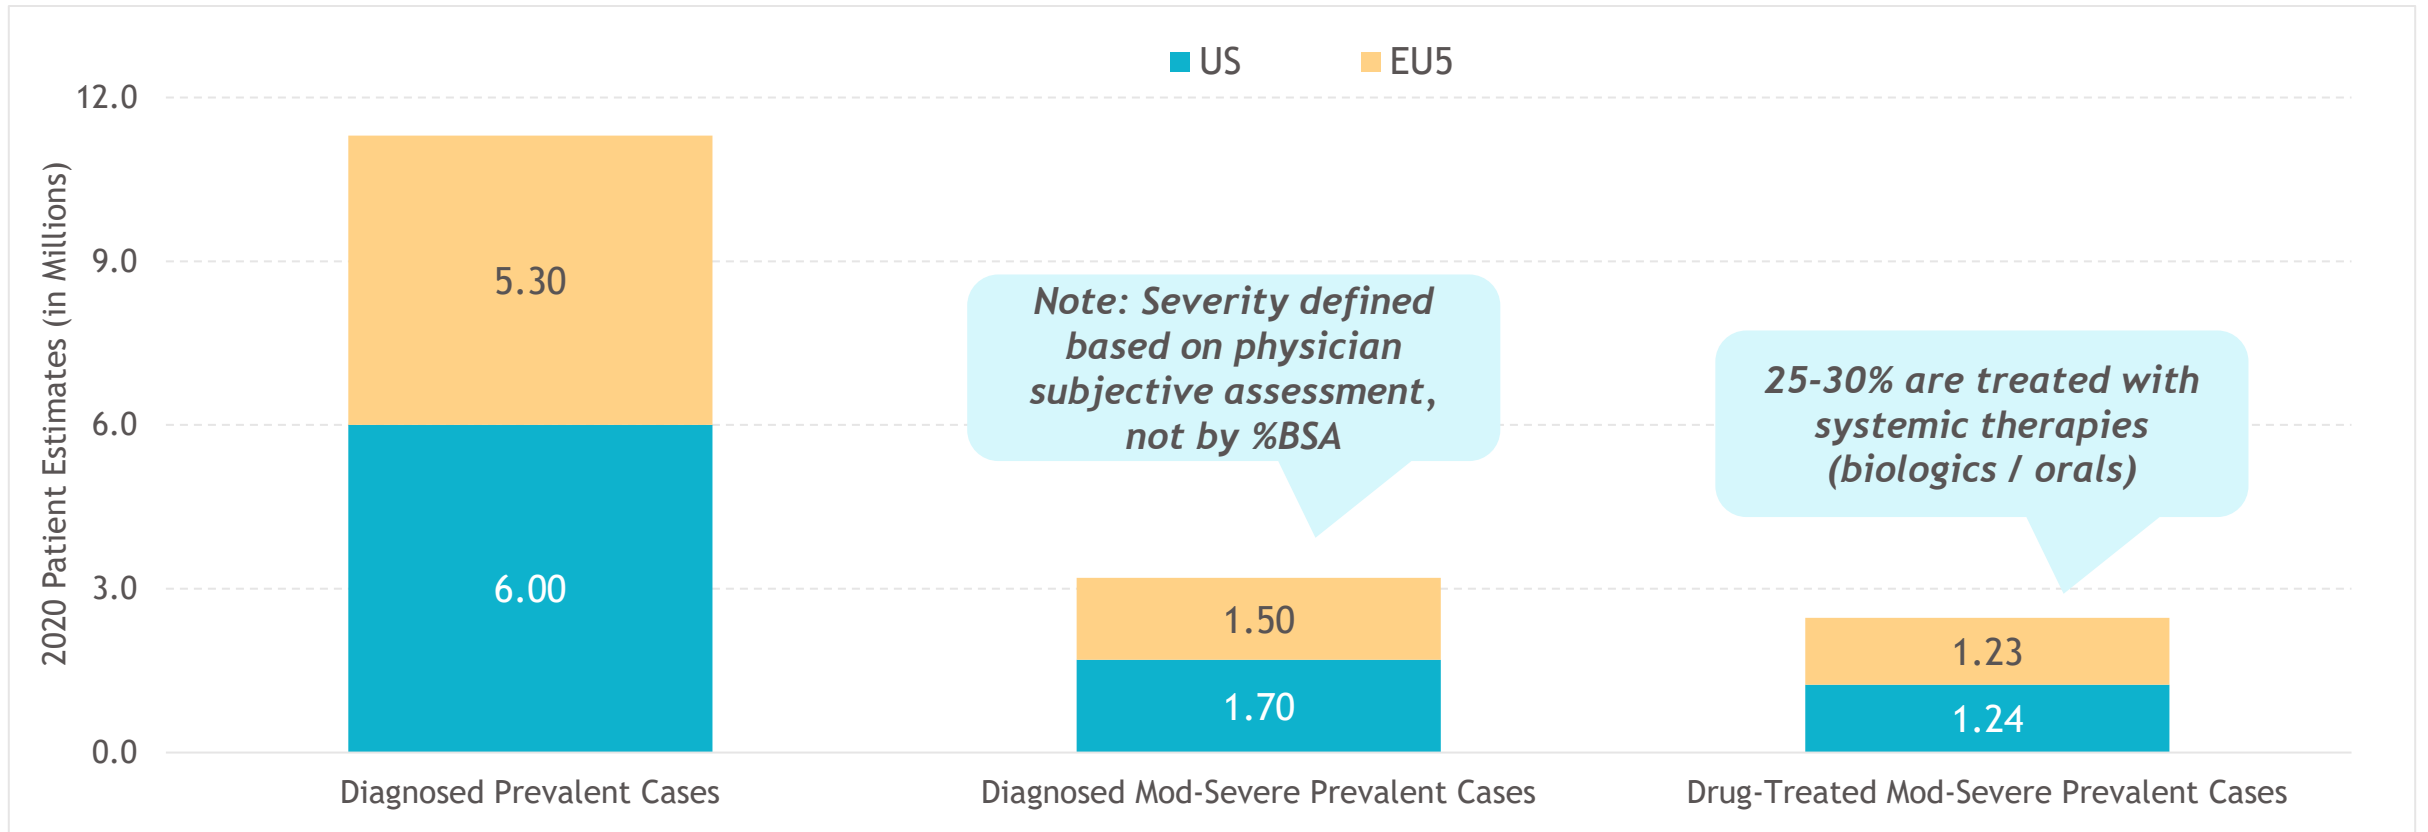 US
EU5
2020 Patient Estimates (in Millions)
12.0
9.0
6.0
3.0
0.0
5.30
6.00
Note: Severity defined
based on physician
subjective assessment,
not by %BSA
1.50
1.70
25-30% are treated with
systemic therapies
(biologics / orals)
1.23
1.24
Diagnosed Prevalent Cases
Diagnosed Mod-Severe Prevalent Cases
Drug-Treated Mod-Severe Prevalent Cases